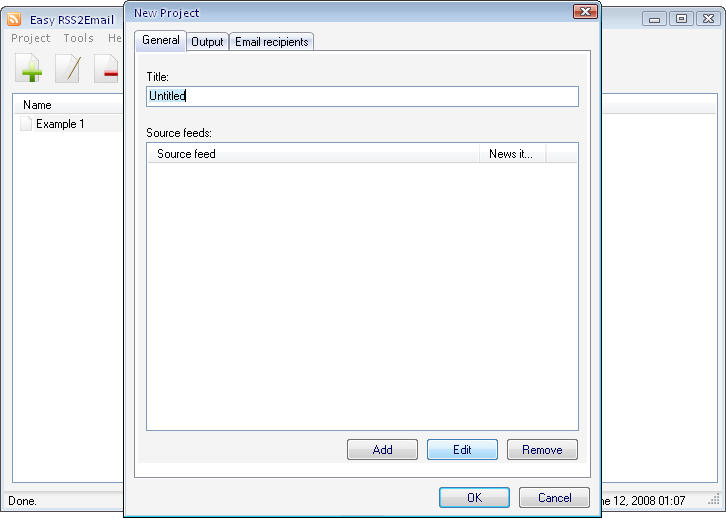 Easy RSS2Email
New Project
Project Tools He
General Output Email recipients
Title:
Untitled
Name
Example 1
Source feeds:
Source feed News it...
Add Edit Remove
OK Cancel
Done.
ne 12, 2008 01:07